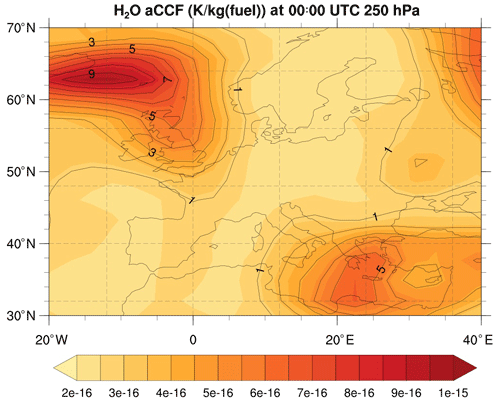 H₂O aCCF (K/kg(fuel)) at 00:00 UTC 250 hPa
70°N
3
5
9
7
1
60°N
5
3
1
50°N
1
1
40°N
1
5
30°N
20°W 0 20°E 40°E
2e-16 3e-16 4e-16 5e-16 6e-16 7e-16 8e-16 9e-16 1e-15